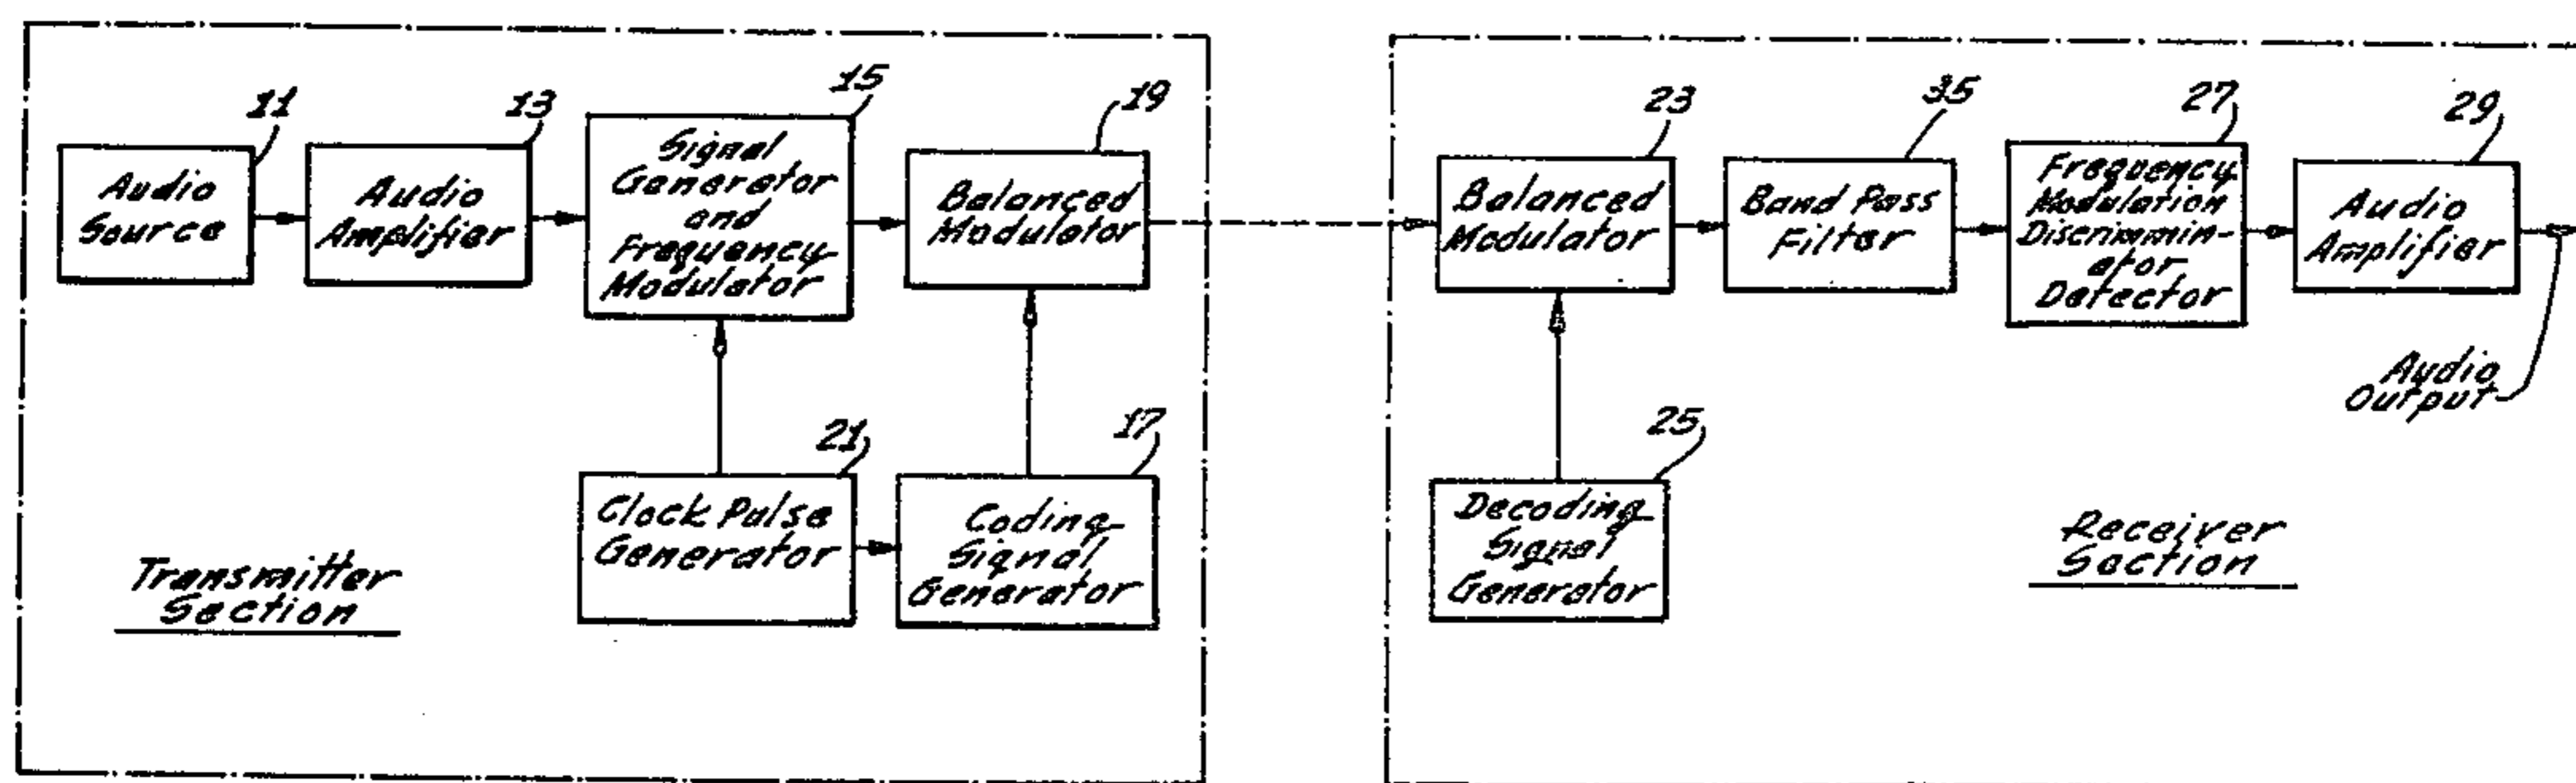 11
Audio
Source
13
Audio
Amplifier
15
Signal
Generator
and
Frequency
Modulator
19
Balanced
Modulator
21
Clock Pulse
Generator
17
Coding
Signal
Generator
Transmitter
Section
23
Balanced
Modulator
35
Band Pass
Filter
27
Frequency
Modulation
Discrimmin-
ator
Detector
29
Audio
Amplifier
Audio
Output
25
Decoding
Signal
Generator
Receiver
Section